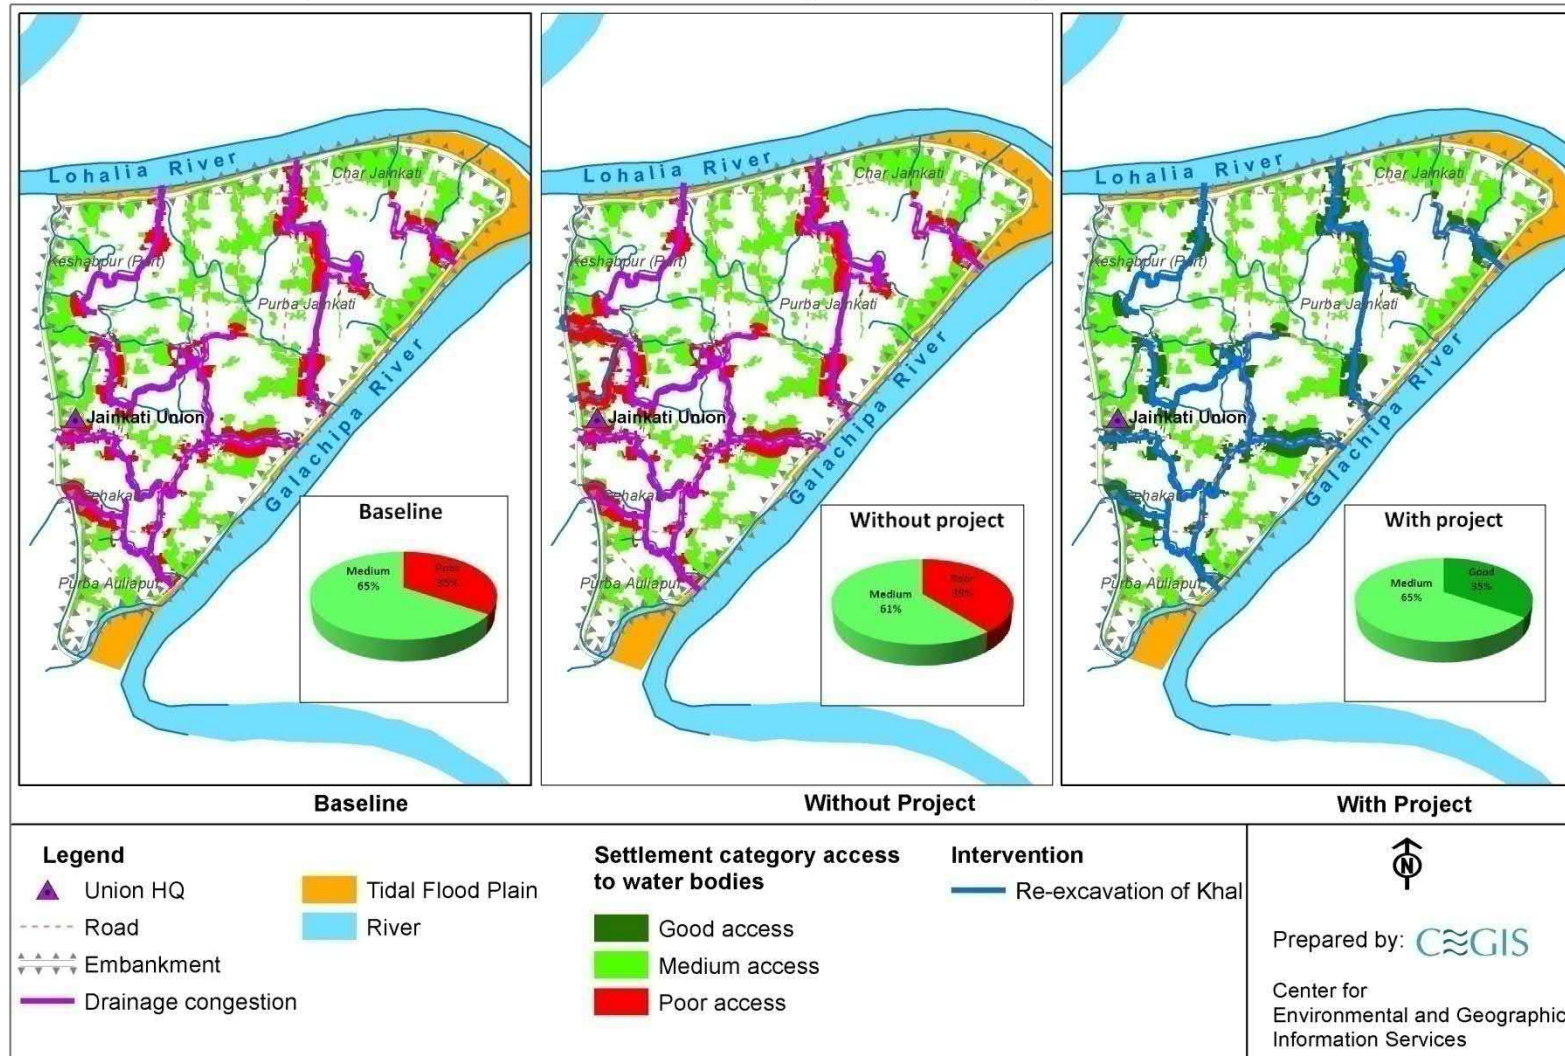 Lohalia River
Char Jainkati
Keshabpur (Part)
Purba Jainkati
Jainkati Union
Galachipa River
Purba Auliapur
Baseline
Medium
65%
Poor
35%
Baseline
Lohalia River
Char Jainkati
Keshabpur (Part)
Purba Jainkati
Jainkati Union
Galachipa River
Purba Auliapur
Without project
Medium
61%
Poor
39%
Without Project
Lohalia River
Char Jainkati
Keshabpur (Part)
Purba Jainkati
Jainkati Union
Galachipa River
Purba Auliapur
With project
Medium
65%
Good
35%
With Project
Legend
Union HQ
Road
Embankment
Drainage congestion
Tidal Flood Plain
River
Settlement category access
to water bodies
Good access
Medium access
Poor access
Intervention
Re-excavation of Khal
N
Prepared by: CEGIS
Center for
Environmental and Geographic
Information Services